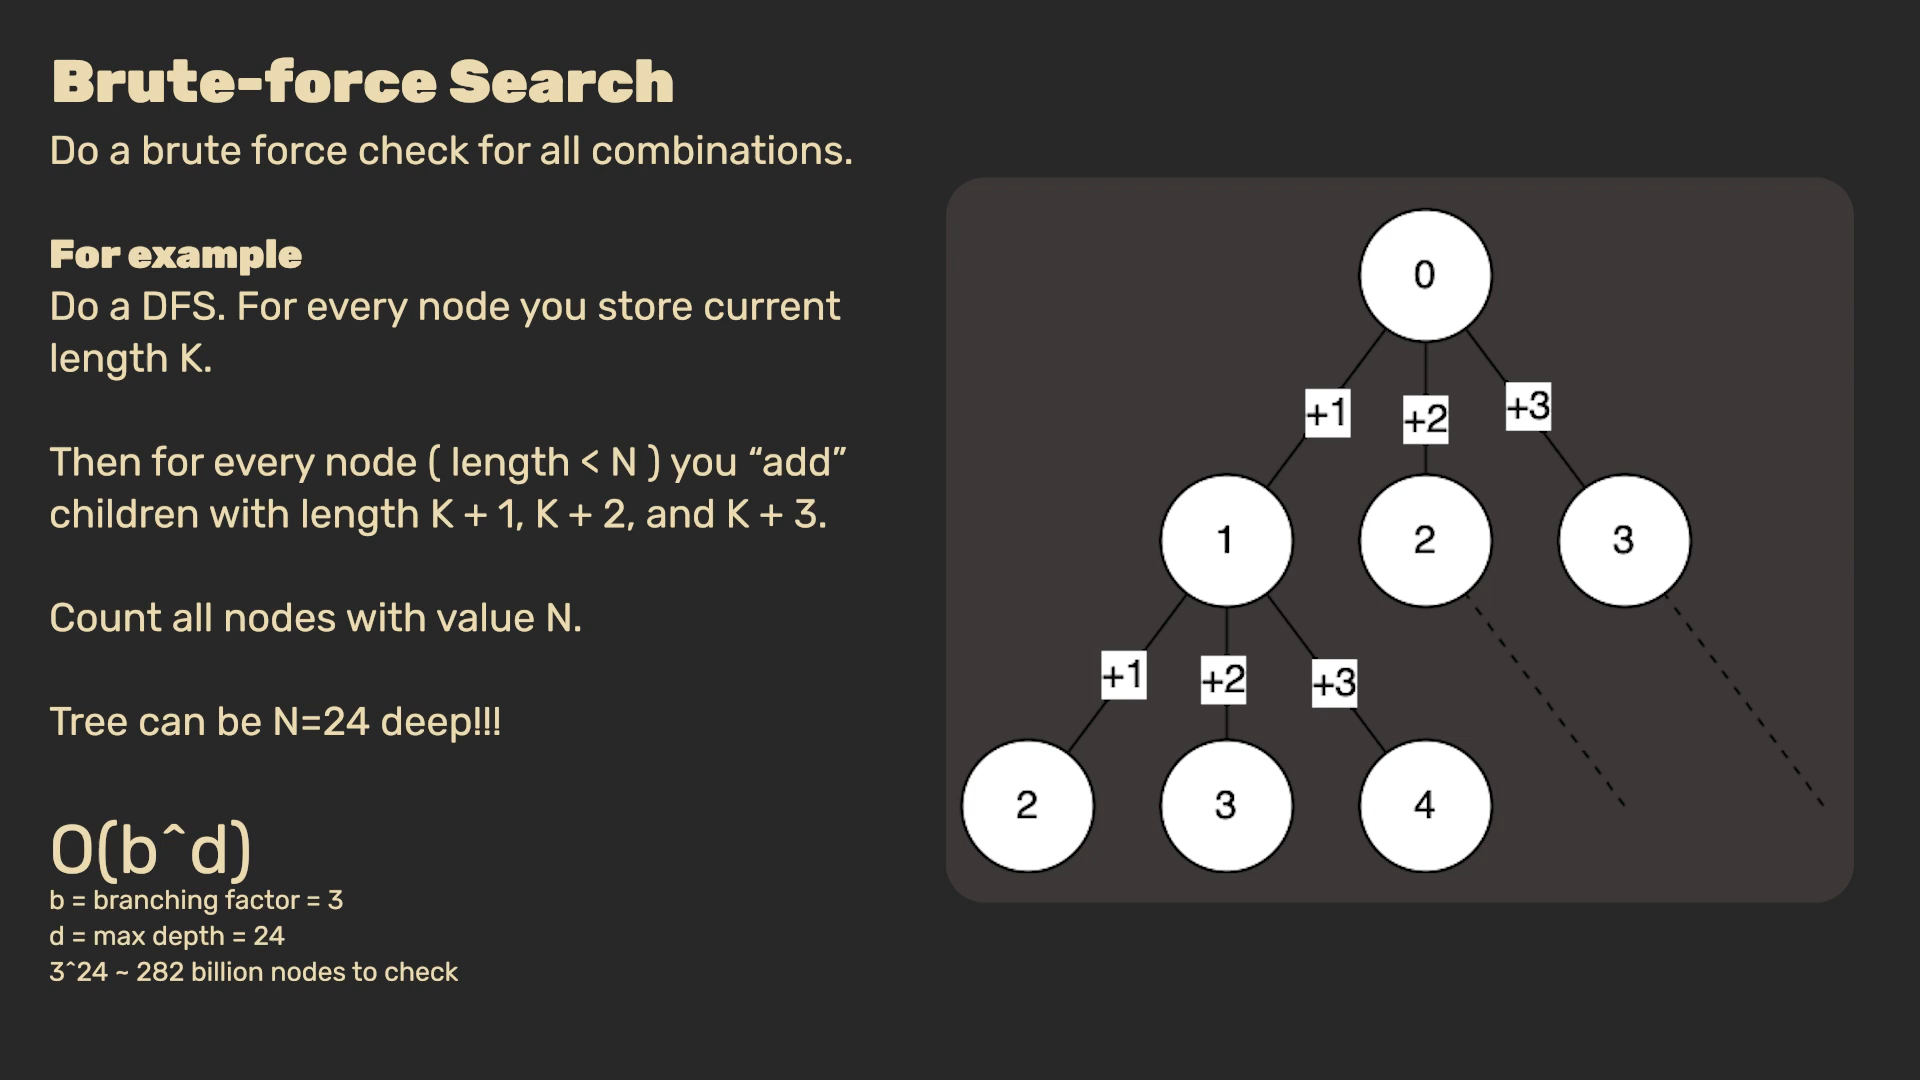 Brute-force Search
Do a brute force check for all combinations.
For example
Do a DFS. For every node you store current
length K.
Then for every node ( length < N ) you “add”
children with length K + 1, K + 2, and K + 3.
Count all nodes with value N.
Tree can be N=24 deep!!!
O(b^d)
b = branching factor = 3
d = max depth = 24
3^24 ~ 282 billion nodes to check
0
+1 +2 +3
1 2 3
+1 +2 +3
2 3 4